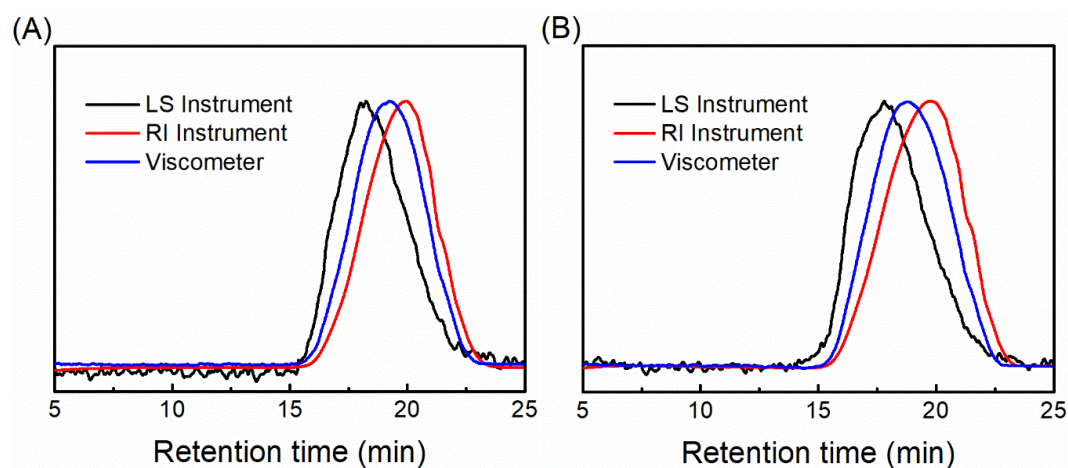 (A)
LS Instrument
RI Instrument
Viscometer
5 10 15 20 25
Retention time (min)
(B)
LS Instrument
RI Instrument
Viscometer
5 10 15 20 25
Retention time (min)